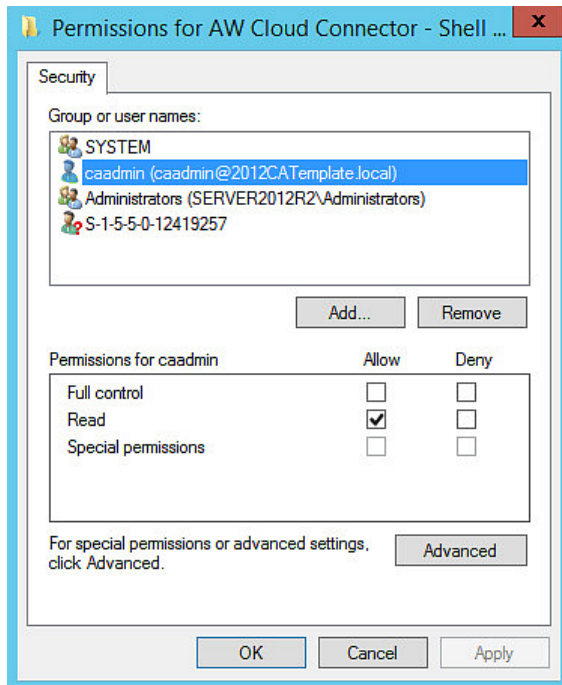 Permissions for AW Cloud Connector - Shell ...
x
Security
Group or user names:
SYSTEM
caadmin (caadmin@2012CATemplate.local)
Administrators (SERVER2012R2\Administrators)
S-1-5-5-0-12419257
Add...
Remove
Permissions for caadmin
Allow
Deny
Full control
Read
Special permissions
For special permissions or advanced settings,
click Advanced.
Advanced
OK
Cancel
Apply